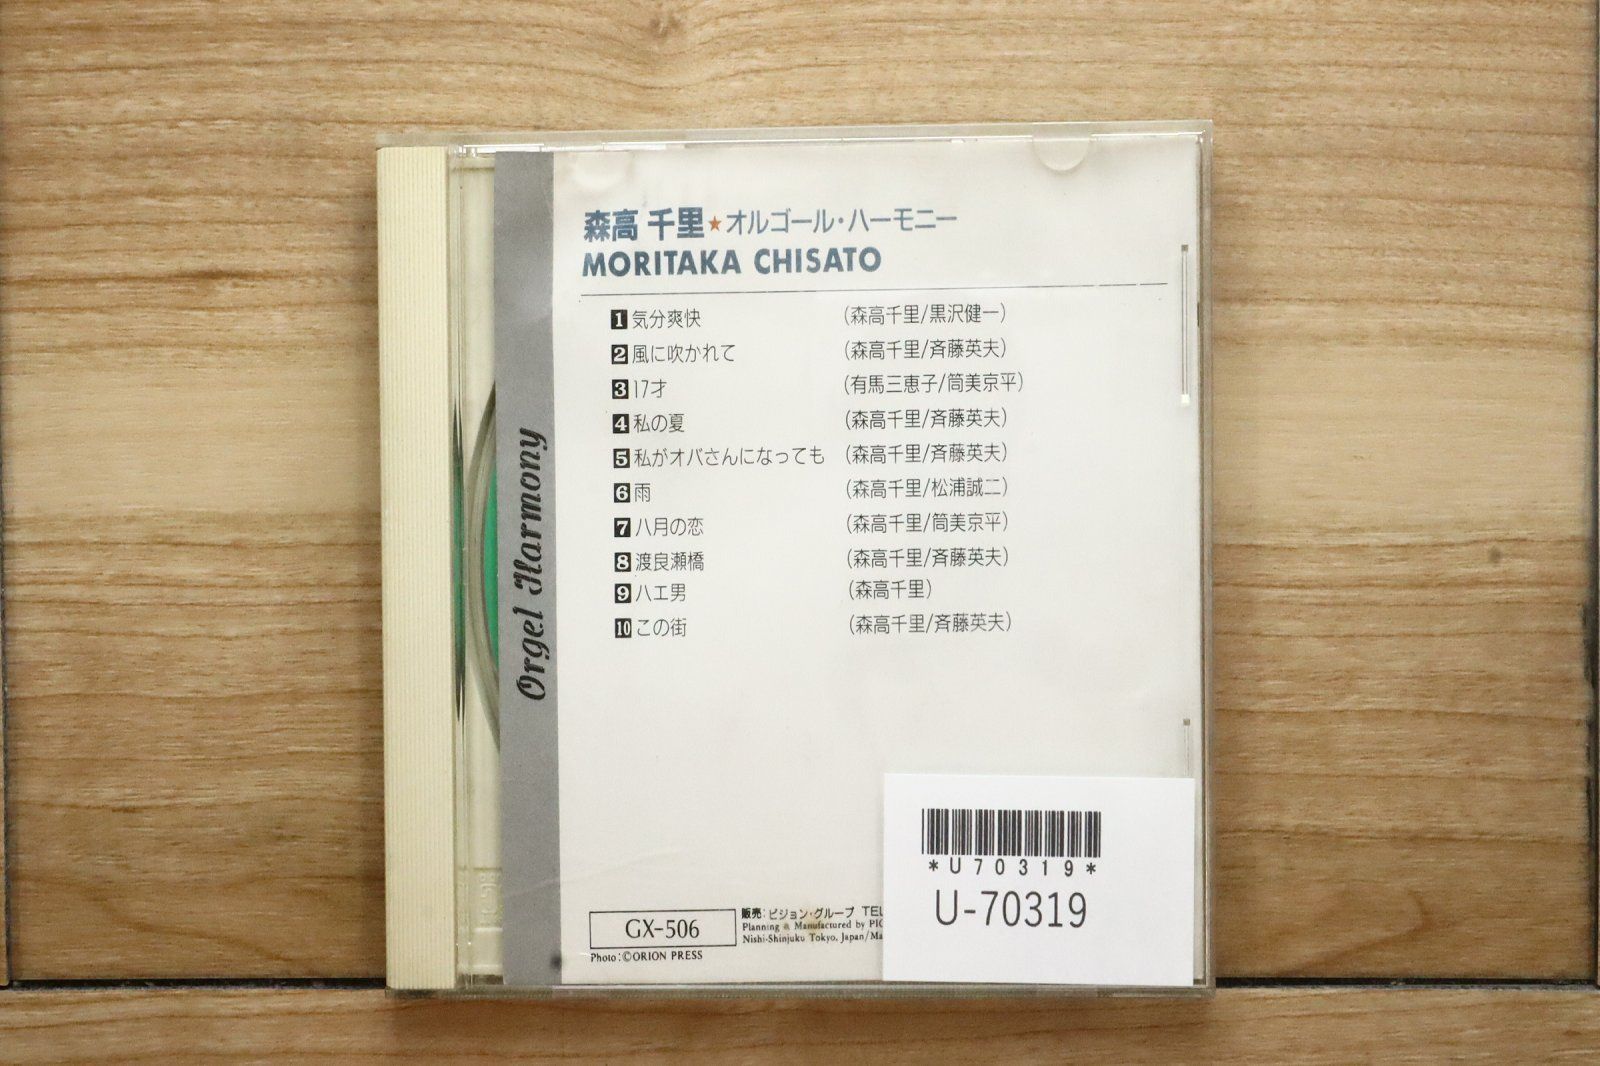 森高 千里★オルゴール・ハーモニー
MORITAKA CHISATO
1 気分爽快 (森高千里/黒沢健一)
2 風に吹かれて (森高千里/斉藤英夫)
3 17才 (有馬三恵子/筒美京平)
4 私の夏 (森高千里/斉藤英夫)
5 私がオバさんになっても (森高千里/斉藤英夫)
6 雨 (森高千里/松浦誠二)
7 八月の恋 (森高千里/筒美京平)
8 渡良瀬橋 (森高千里/斉藤英夫)
9 ハエ男 (森高千里)
10 この街 (森高千里/斉藤英夫)
Orgel Harmony
GX-506
販売:ピジョン・グループ TEL
Planning & Manufactured by PIG
Nishi-Shinjuku Tokyo, Japan/Ma
Photo:©ORION PRESS
*U70319*
U-70319